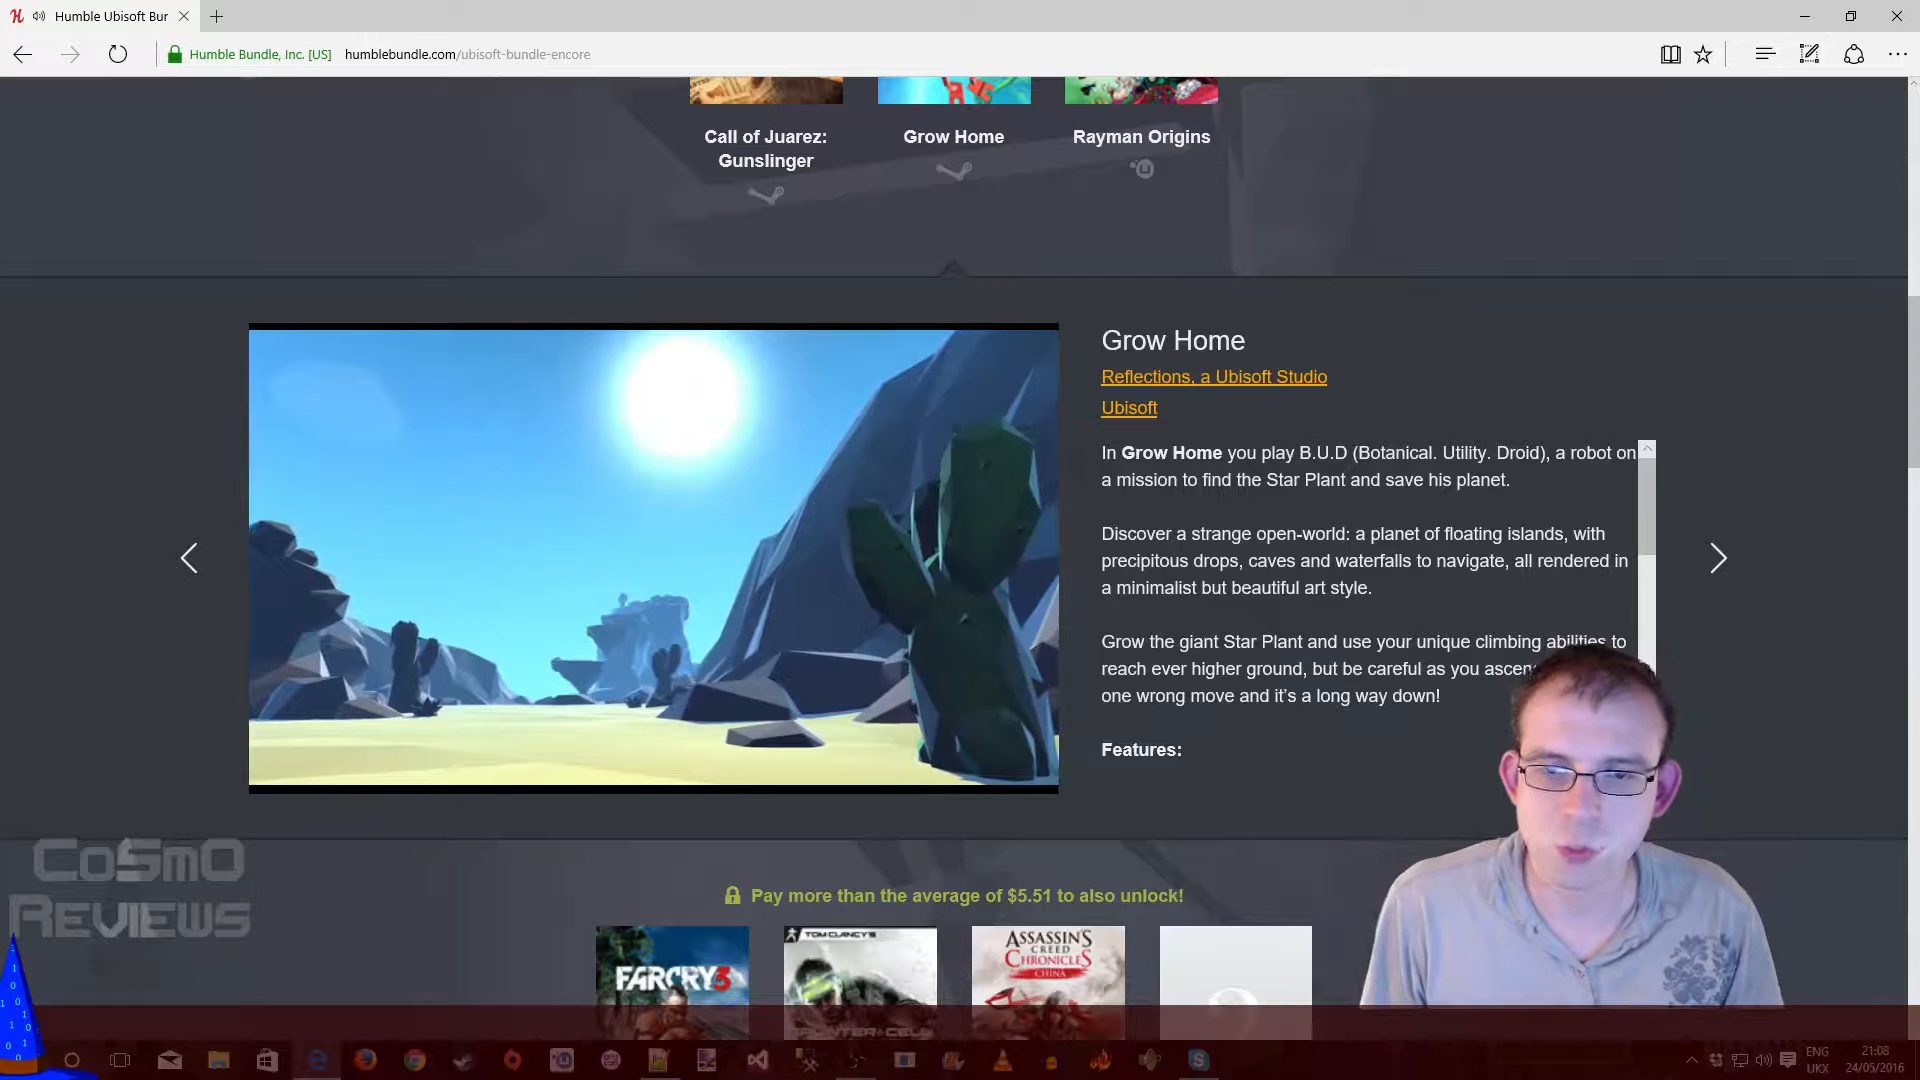 Humble Ubisoft Bur
Humble Bundle, Inc. [US]
humblebundle.com/ubisoft-bundle-encore
Call of Juarez:
Gunslinger
Grow Home
Rayman Origins
Grow Home
Reflections, a Ubisoft Studio
Ubisoft
In Grow Home you play B.U.D (Botanical. Utility. Droid), a robot on
a mission to find the Star Plant and save his planet.
Discover a strange open-world: a planet of floating islands, with
precipitous drops, caves and waterfalls to navigate, all rendered in
a minimalist but beautiful art style.
Grow the giant Star Plant and use your unique climbing abilities to
reach ever higher ground, but be careful as you ascen
one wrong move and it's a long way down!
Features:
CoSmO
REVIEWS
Pay more than the average of $5.51 to also unlock!
FARCRY3
TOM CLANCY'S
SPLINTER CELL
ASSASSIN'S
CREED
CHRONICLES
CHINA
ENG
UKX
21:08
24/05/2016